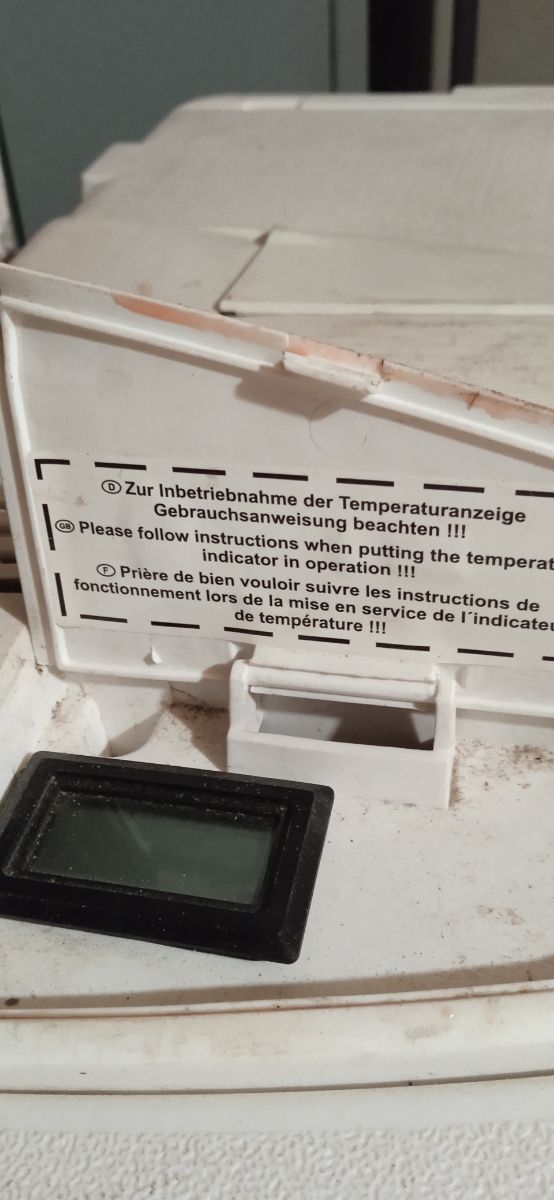 D Zur Inbetriebnahme der Temperaturanzeige
Gebrauchsanweisung beachten !!!
GB Please follow instructions when putting the temperat
indicator in operation !!!
F Prière de bien vouloir suivre les instructions de
fonctionnement lors de la mise en service de l´indicateu
de température !!!